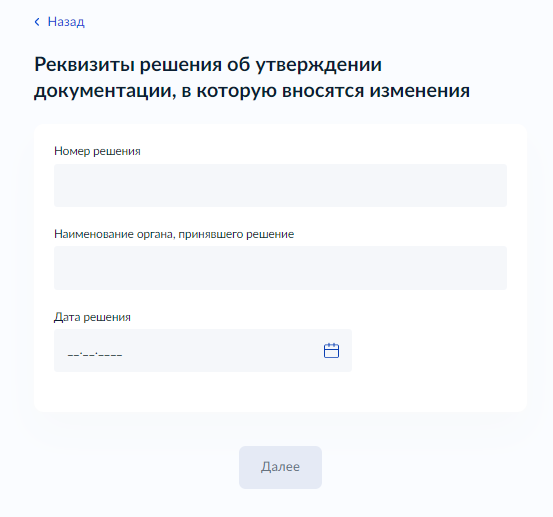 Назад
Реквизиты решения об утверждении
документации, в которую вносятся изменения
Номер решения
Наименование органа, принявшего решение
Дата решения
__.__.____
Далее